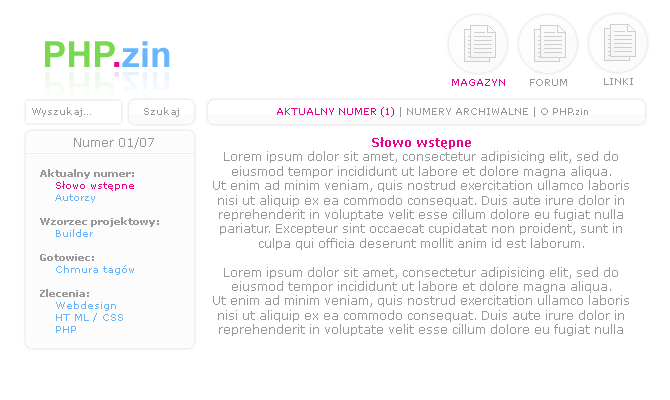 PHP.zin
MAGAZYN
FORUM
LINKI
Wyszukaj...
Szukaj
AKTUALNY NUMER (1) | NUMERY ARCHIWALNE | O PHP.zin
Numer 01/07
Aktualny numer:
Słowo wstępne
Autorzy
Wzorzec projektowy:
Builder
Gotowiec:
Chmura tagów
Zlecenia:
Webdesign
HT ML / CSS
PHP
Słowo wstępne
Lorem ipsum dolor sit amet, consectetur adipisicing elit, sed do
eiusmod tempor incididunt ut labore et dolore magna aliqua.
Ut enim ad minim veniam, quis nostrud exercitation ullamco laboris
nisi ut aliquip ex ea commodo consequat. Duis aute irure dolor in
reprehenderit in voluptate velit esse cillum dolore eu fugiat nulla
pariatur. Excepteur sint occaecat cupidatat non proident, sunt in
culpa qui officia deserunt mollit anim id est laborum.
Lorem ipsum dolor sit amet, consectetur adipisicing elit, sed do
eiusmod tempor incididunt ut labore et dolore magna aliqua.
Ut enim ad minim veniam, quis nostrud exercitation ullamco laboris
nisi ut aliquip ex ea commodo consequat. Duis aute irure dolor in
reprehenderit in voluptate velit esse cillum dolore eu fugiat nulla